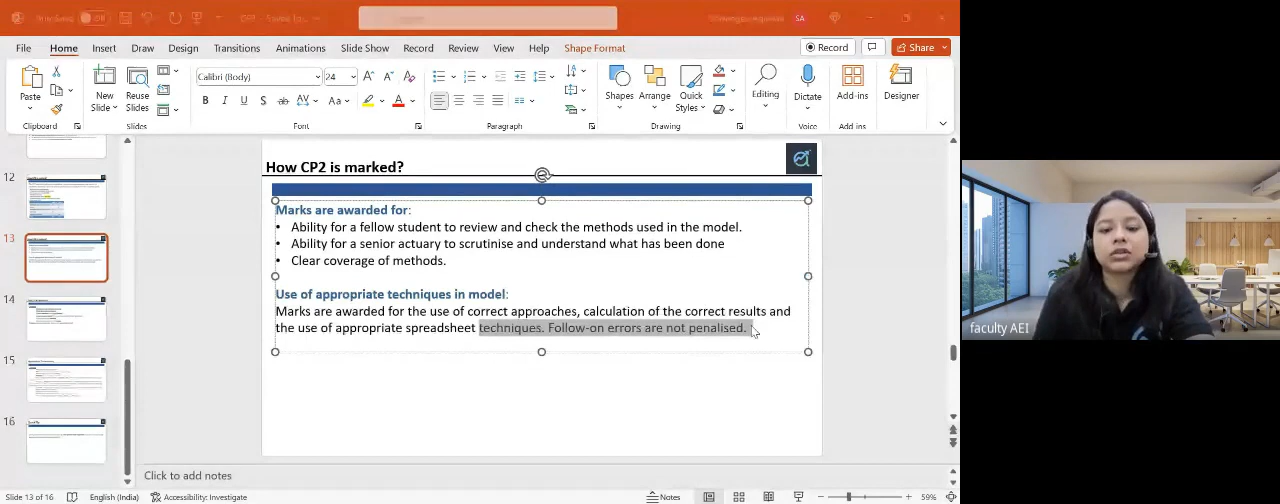 SA
File Home Insert Draw Design Transitions Animations Slide Show Record Review View Help Shape Format
Record Share
Paste
New Slide
Reuse Slides
Calibri (Body) 24
B I U S ab AV Aa A
Shapes Arrange Quick Styles
Editing
Dictate
Add-ins
Designer
Clipboard Slides Font Paragraph Drawing Voice Add ins
12
13
14
15
16
How CP2 is marked?
Marks are awarded for:
• Ability for a fellow student to review and check the methods used in the model.
• Ability for a senior actuary to scrutinise and understand what has been done
• Clear coverage of methods.
Use of appropriate techniques in model:
Marks are awarded for the use of correct approaches, calculation of the correct results and
the use of appropriate spreadsheet techniques. Follow-on errors are not penalised.
faculty AEI
Click to add notes
Slide 13 of 16 English (India) Accessibility: Investigate Notes 59%